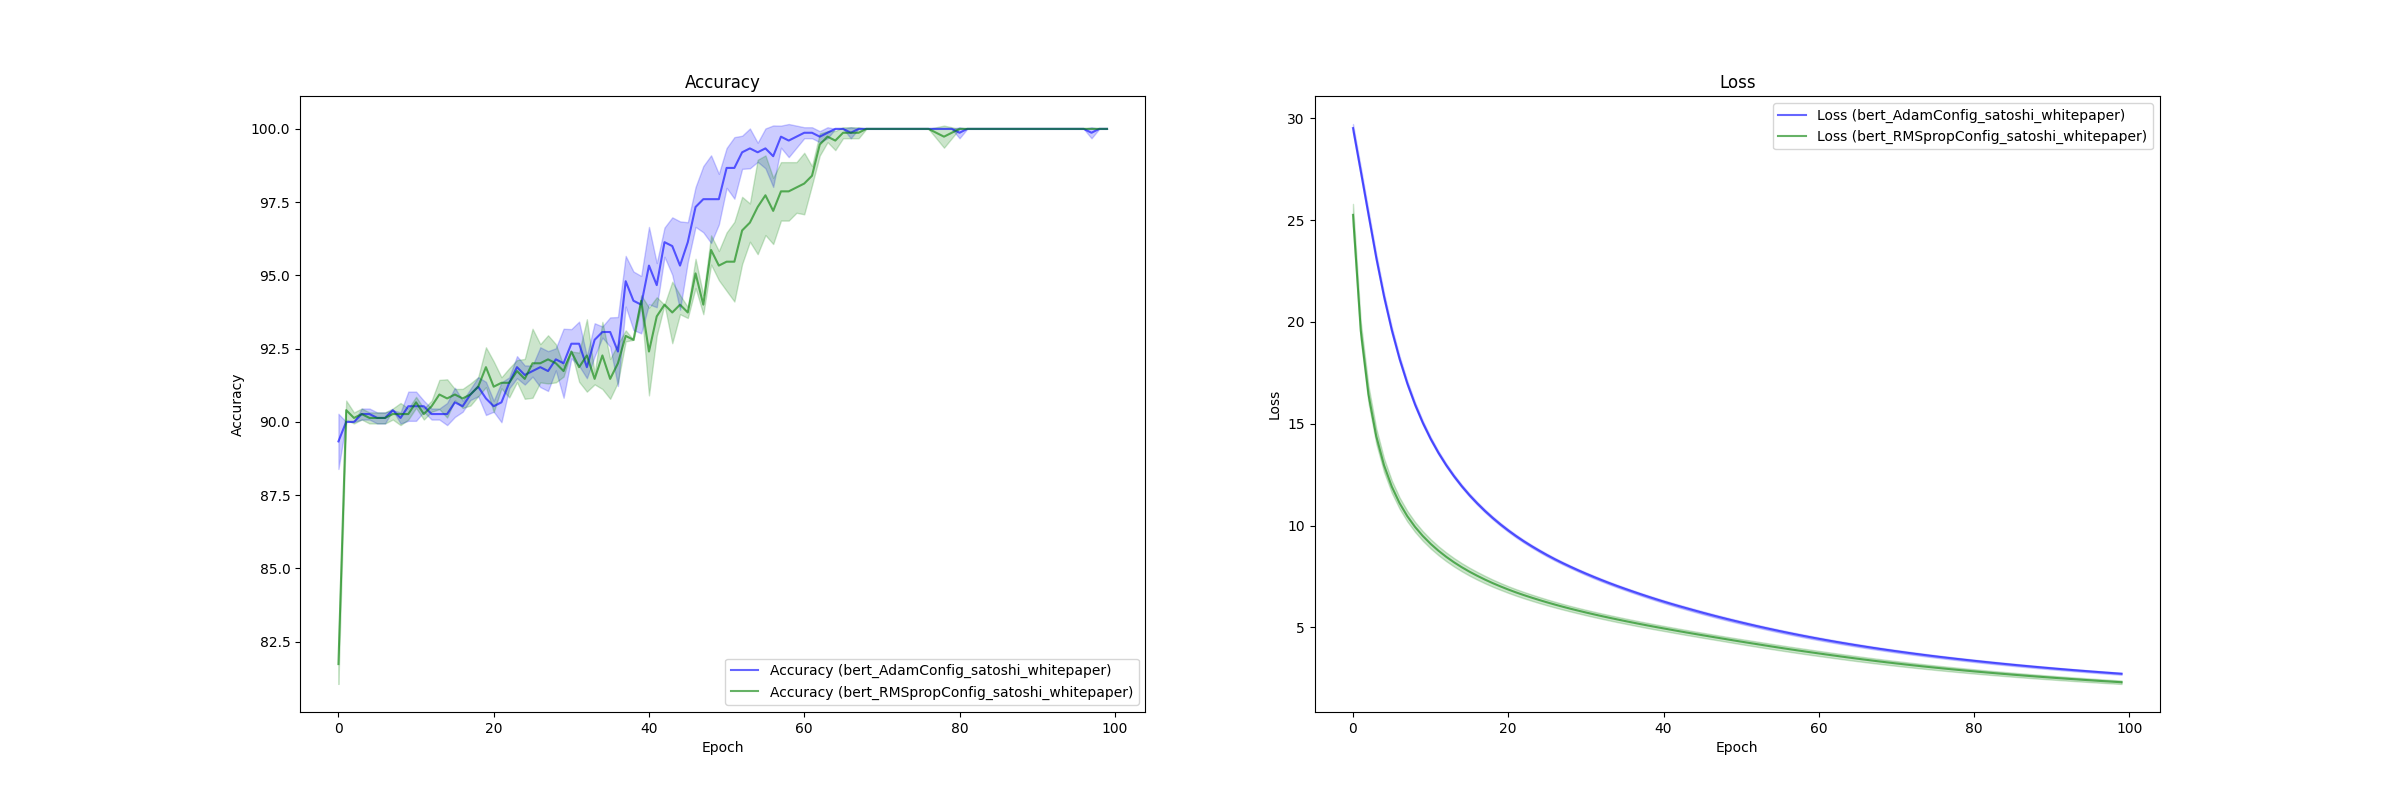 Accuracy
100.0
97.5
95.0
92.5
90.0
87.5
85.0
82.5
Accuracy
0 20 40 60 80 100
Epoch
Accuracy (bert_AdamConfig_satoshi_whitepaper)
Accuracy (bert_RMSpropConfig_satoshi_whitepaper)
Loss
30
25
20
15
10
5
Loss
0 20 40 60 80 100
Epoch
Loss (bert_AdamConfig_satoshi_whitepaper)
Loss (bert_RMSpropConfig_satoshi_whitepaper)